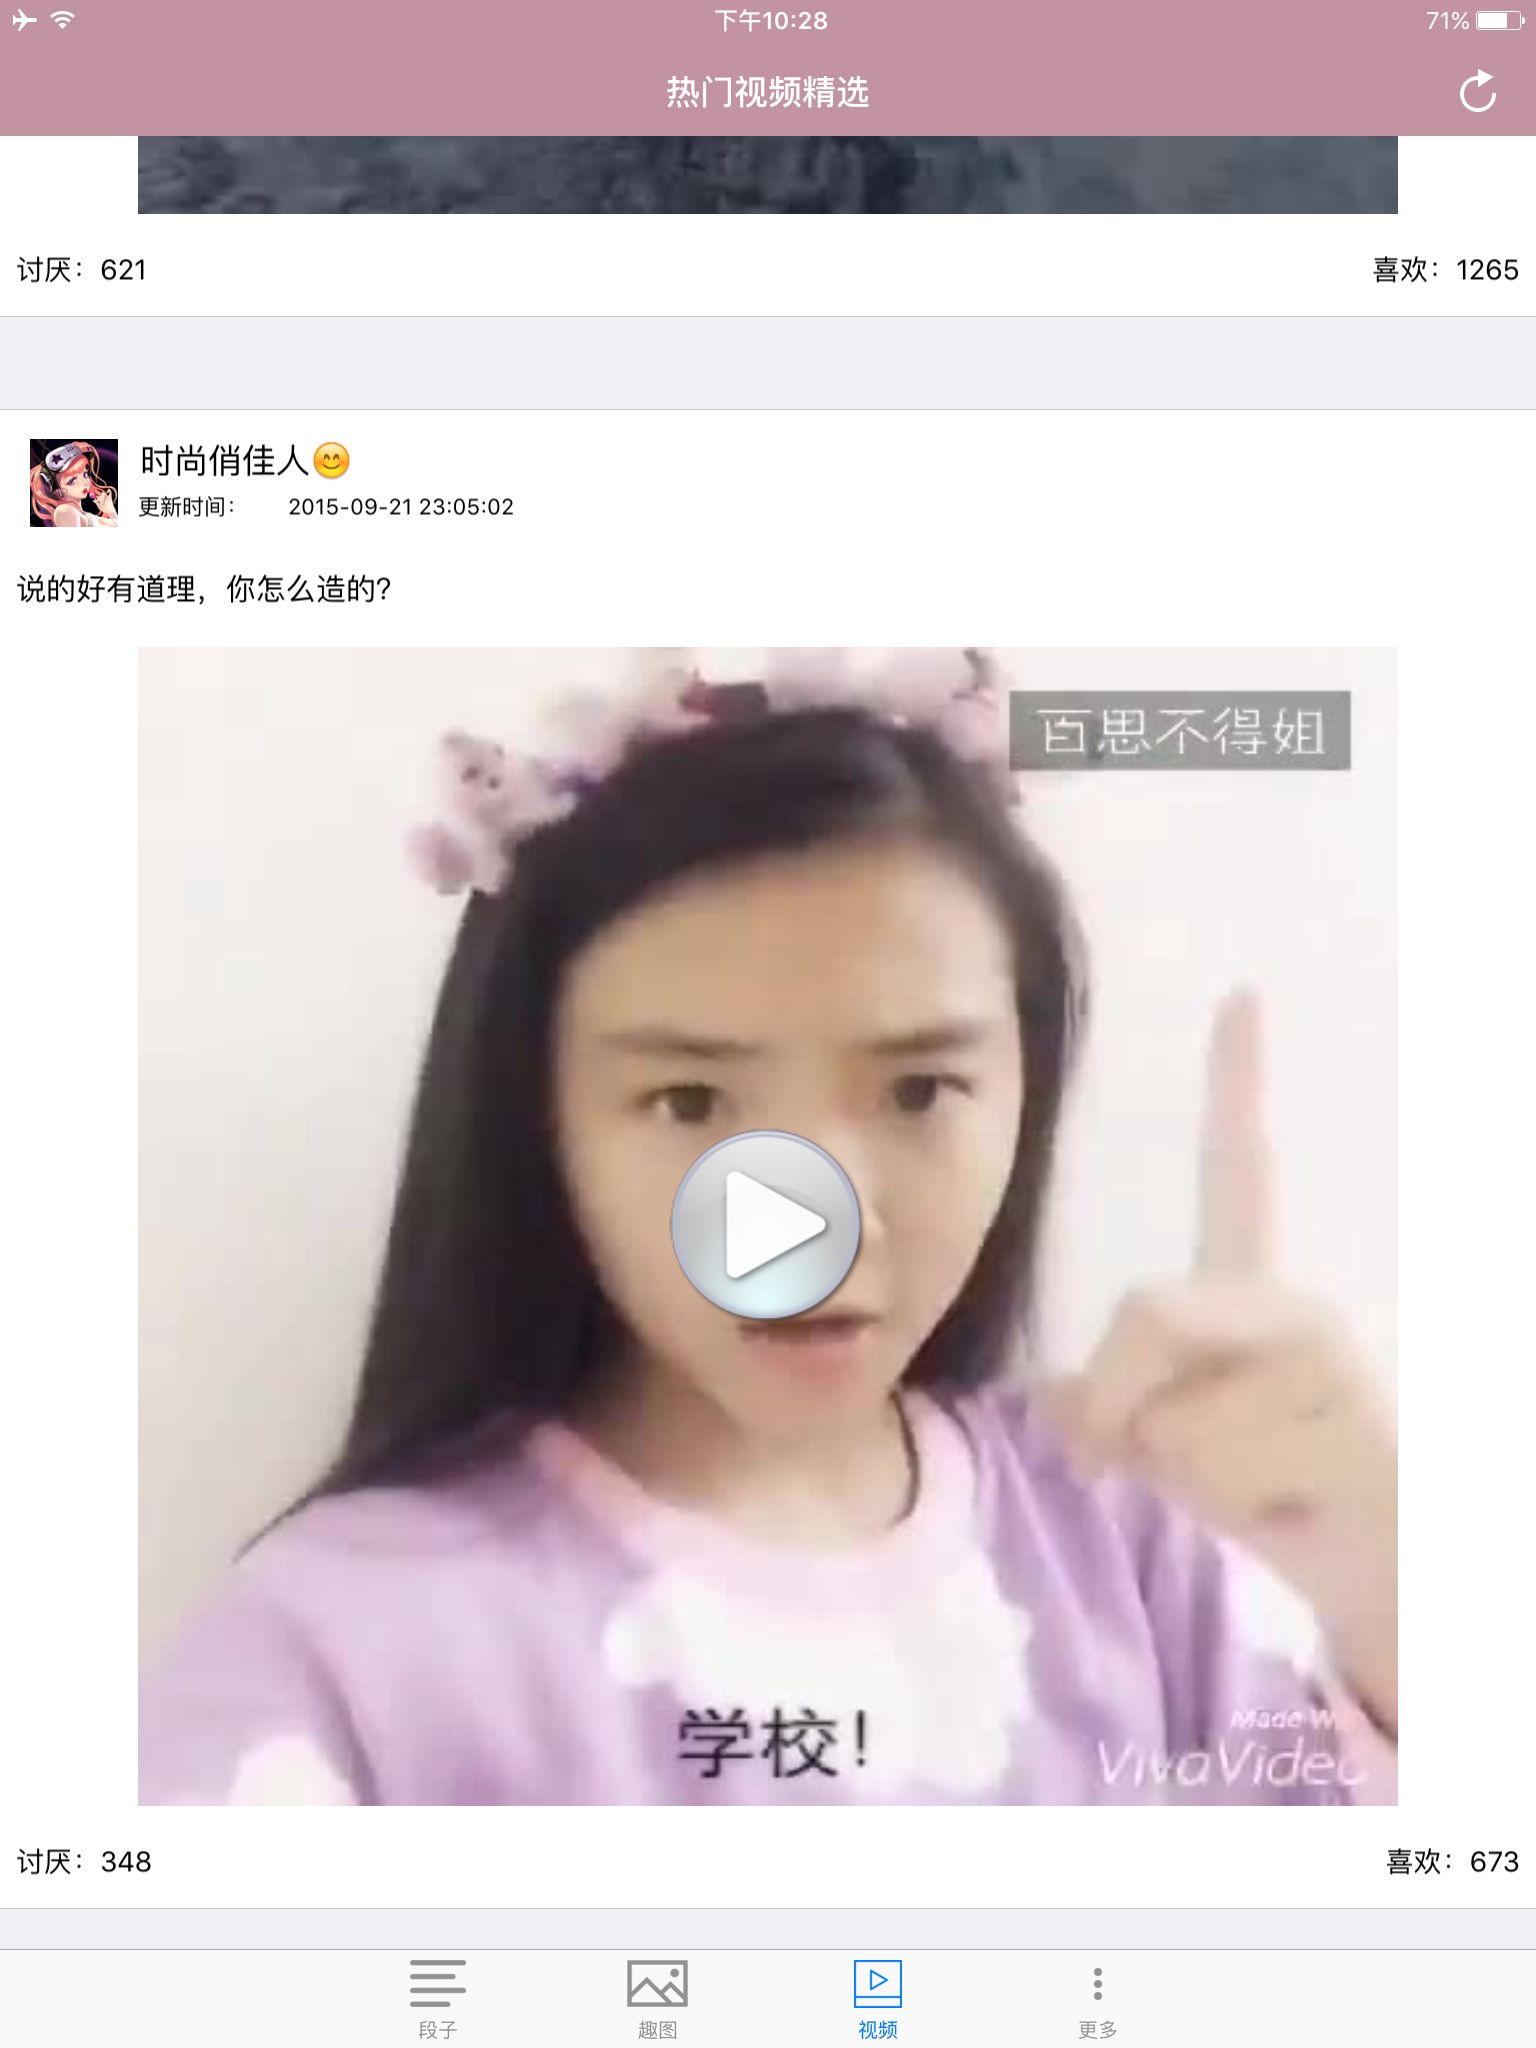 下午10:28
71%
热门视频精选
讨厌：621
喜欢：1265
时尚俏佳人😊
更新时间： 2015-09-21 23:05:02
说的好有道理，你怎么造的?
百思不得姐
学校!
Made W
VivaVideo
讨厌：348
喜欢：673
段子
趣图
视频
更多